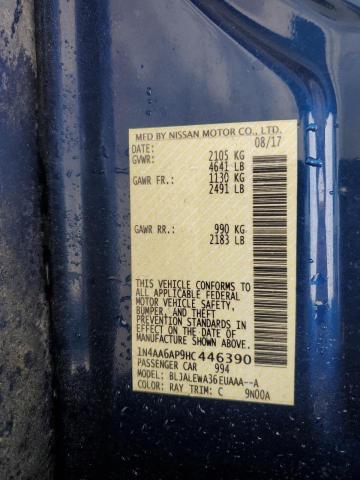 MFD BY NISSAN MOTOR CO., LTD.
DATE: 08/17
GVWR: 2105 KG
4641 LB
GAWR FR.: 1130 KG
2491 LB
GAWR RR.: 990 KG
2183 LB
THIS VEHICLE CONFORMS TO
ALL APPLICABLE FEDERAL
MOTOR VEHICLE SAFETY,
BUMPER, AND THEFT
PREVENTION STANDARDS
IN EFFECT ON THE DATE OF
MANUFACTURE SHOWN ABOVE.
1N4AA6AP9HC446390
PASSENGER CAR 994
MODEL: BLJALEWA36EUAAA--A
COLOR: RAY TRIM: C 9N00A